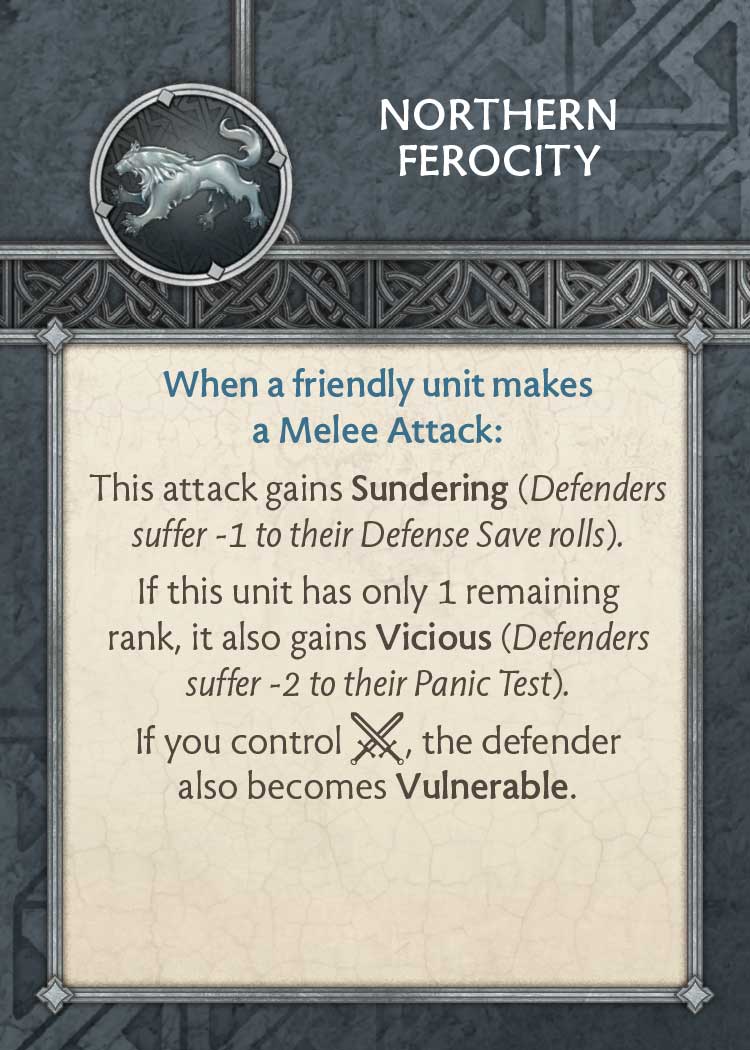 NORTHERN
FEROCITY
When a friendly unit makes
a Melee Attack:
This attack gains Sundering (Defenders
suffer -1 to their Defense Save rolls).
If this unit has only 1 remaining
rank, it also gains Vicious (Defenders
suffer -2 to their Panic Test).
If you control , the defender
also becomes Vulnerable.